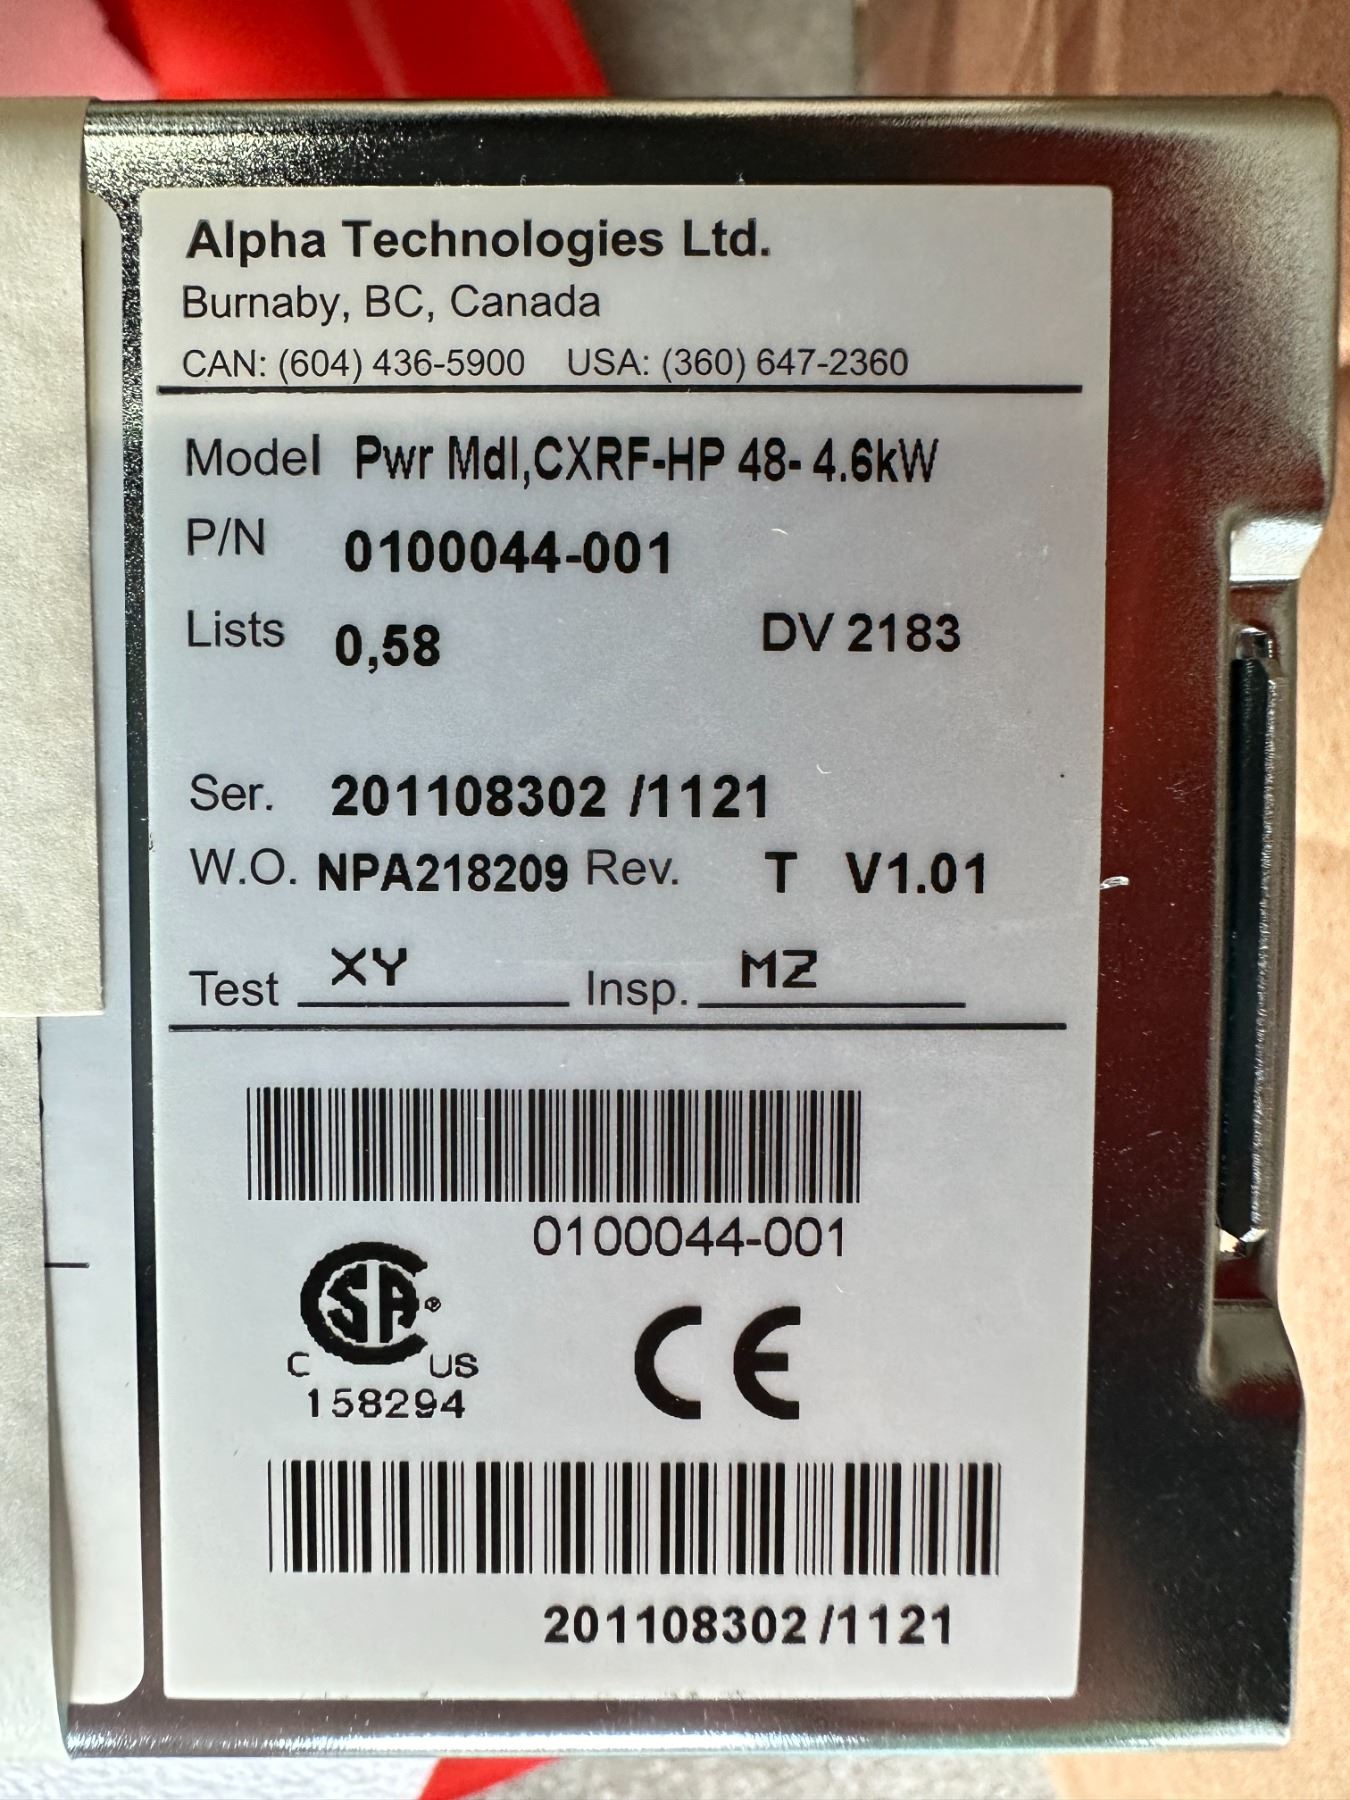 Alpha Technologies Ltd.
Burnaby, BC, Canada
CAN: (604) 436-5900 USA: (360) 647-2360
Model Pwr Mdl,CXRF-HP 48- 4.6kW
P/N 0100044-001
Lists 0,58 DV 2183
Ser. 201108302 /1121
W.O. NPA218209 Rev. T V1.01
Test XY Insp. MZ
0100044-001
CSA®
C US
158294
CE
201108302 /1121